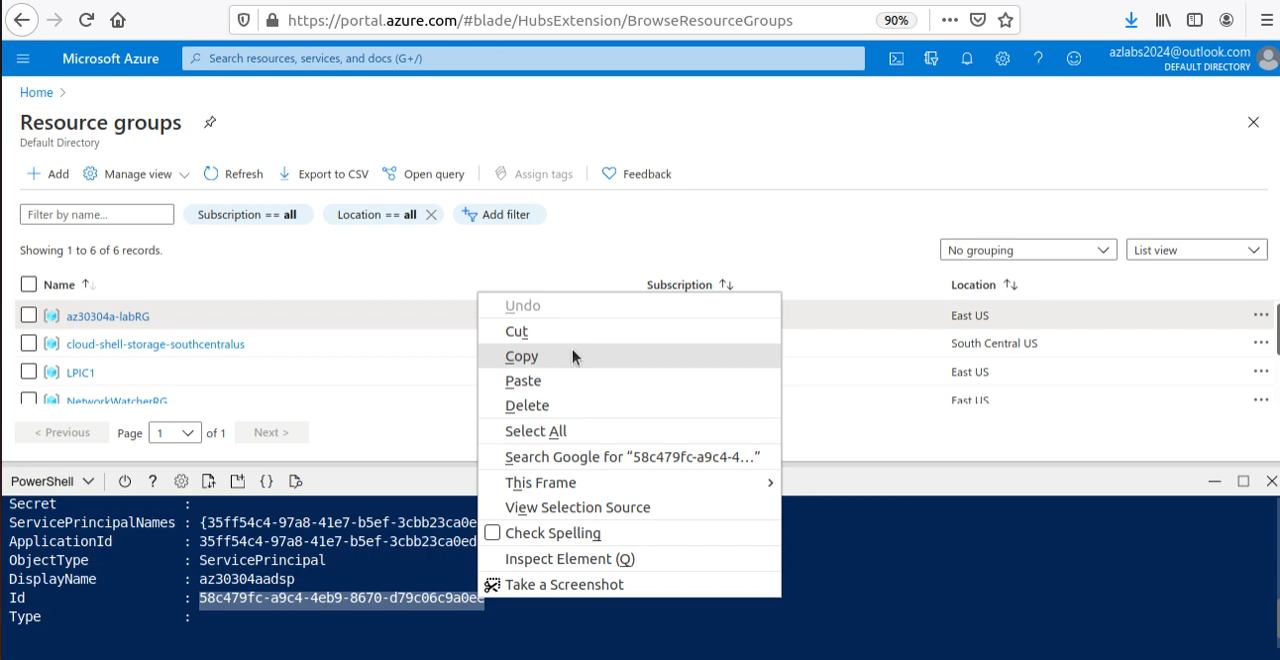 https://portal.azure.com/#blade/HubsExtension/BrowseResourceGroups 90%
Microsoft Azure Search resources, services, and docs (G+/) azlabs2024@outlook.com
DEFAULT DIRECTORY
Home >
Resource groups
Default Directory
Add Manage view Refresh Export to CSV Open query Assign tags Feedback
Filter by name... Subscription == all Location == all Add filter
Showing 1 to 6 of 6 records. No grouping List view
Name Subscription Location
az30304a-labRG East US
cloud-shell-storage-southcentralus South Central US
LPIC1 East US
NetworkWatcherRG East US
< Previous Page 1 of 1 Next >
Undo
Cut
Copy
Paste
Delete
Select All
Search Google for “58c479fc-a9c4-4...”
This Frame
View Selection Source
Check Spelling
Inspect Element (Q)
Take a Screenshot
PowerShell
Secret :
ServicePrincipalNames : {35ff54c4-97a8-41e7-b5ef-3cbb23ca0e
ApplicationId : 35ff54c4-97a8-41e7-b5ef-3cbb23ca0ed
ObjectType : ServicePrincipal
DisplayName : az30304aadsp
Id : 58c479fc-a9c4-4eb9-8670-d79c06c9a0ee
Type :